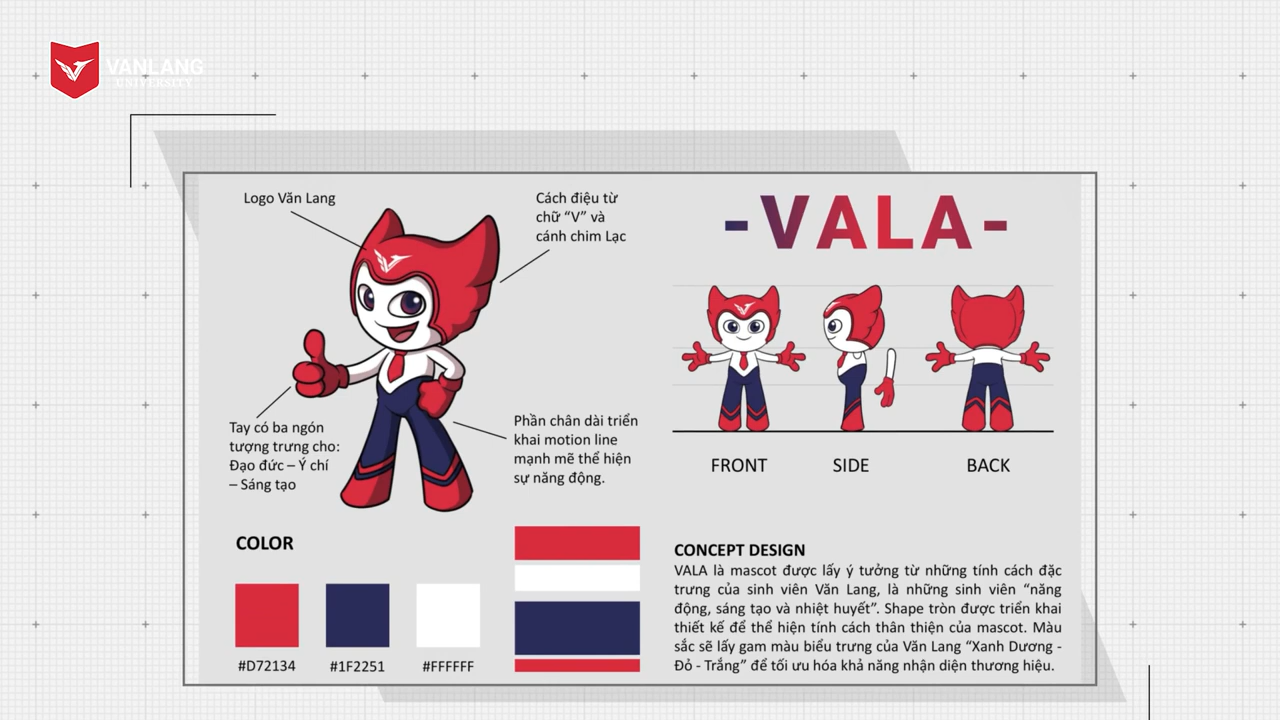 VANLANG
UNIVERSITY
Logo Văn Lang
Cách điệu từ
chữ “V” và
cánh chim Lạc
Tay có ba ngón
tượng trưng cho:
Đạo đức – Ý chí
– Sáng tạo
Phần chân dài triển
khai motion line
mạnh mẽ thể hiện
sự năng động.
COLOR
#D72134
#1F2251
#FFFFFF
-VALA-
FRONT
SIDE
BACK
CONCEPT DESIGN
VALA là mascot được lấy ý tưởng từ những tính cách đặc
trưng của sinh viên Văn Lang, là những sinh viên “năng
động, sáng tạo và nhiệt huyết”. Shape tròn được triển khai
thiết kế để thể hiện tính cách thân thiện của mascot. Màu
sắc sẽ lấy gam màu biểu trưng của Văn Lang “Xanh Dương -
Đỏ - Trắng” để tối ưu hóa khả năng nhận diện thương hiệu.